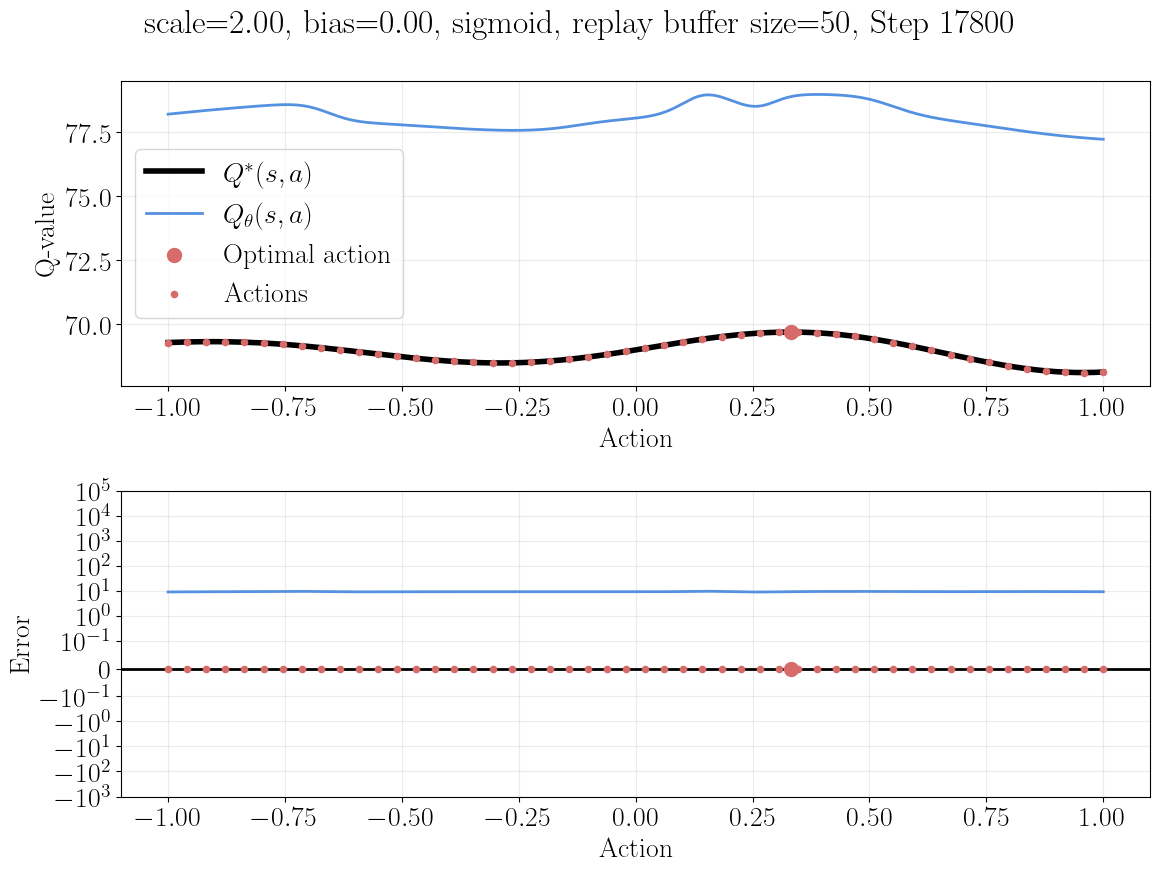 scale=2.00, bias=0.00, sigmoid, replay buffer size=50, Step 17800
Q-value
77.5
75.0
72.5
70.0
Q*(s, a)
Q_θ(s, a)
Optimal action
Actions
−1.00 −0.75 −0.50 −0.25 0.00 0.25 0.50 0.75 1.00
Action
Error
10^5
10^4
10^3
10^2
10^1
10^0
10^−1
0
−10^−1
−10^0
−10^1
−10^2
−10^3
−1.00 −0.75 −0.50 −0.25 0.00 0.25 0.50 0.75 1.00
Action